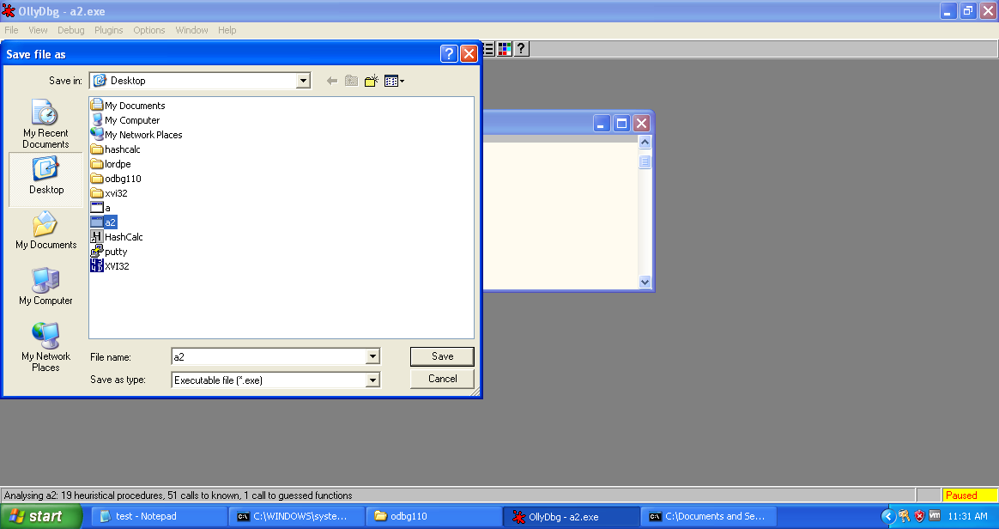 OllyDbg - a2.exe
File View Debug Plugins Options Window Help
Save file as
?
Save in: Desktop
My Recent
Documents
Desktop
My Documents
My Computer
My Network
Places
My Documents
My Computer
My Network Places
hashcalc
lordpe
odbg110
xvi32
a
a2
HashCalc
putty
XVI32
File name: a2 Save
Save as type: Executable file (*.exe) Cancel
Analysing a2: 19 heuristical procedures, 51 calls to known, 1 call to guessed functions Paused
start test - Notepad C:\WINDOWS\syste... odbg110 OllyDbg - a2.exe C:\Documents and Se... 11:31 AM